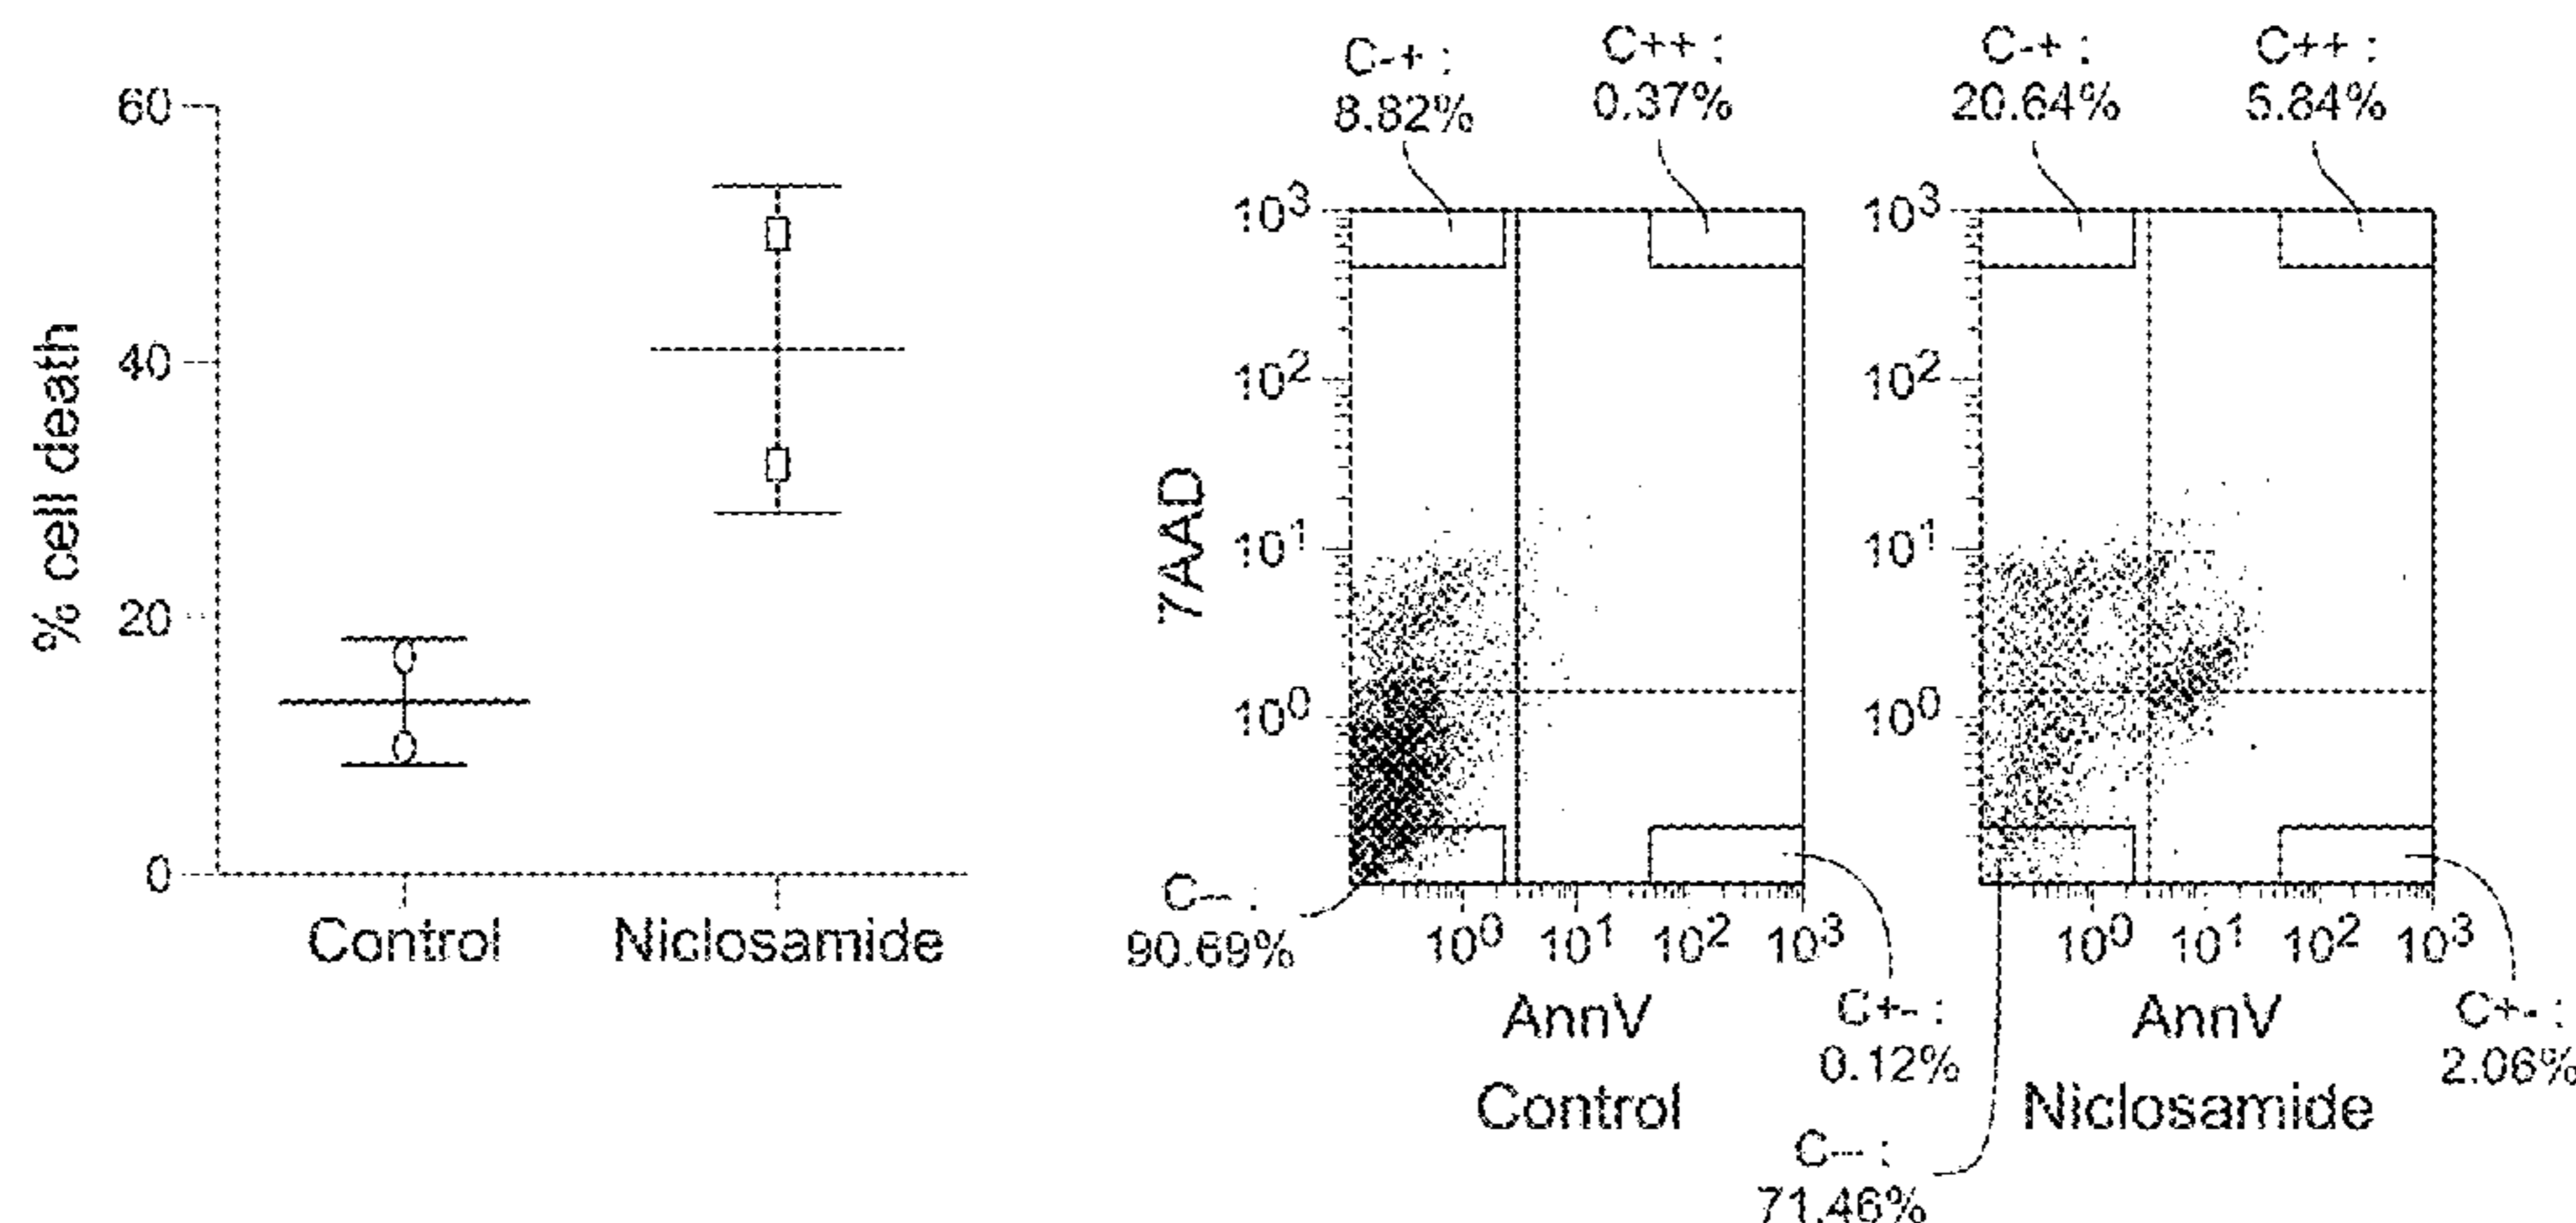 % cell death
60
40
20
0
Control
Niclosamide
C-+ :
8.82%
C++ :
0.37%
7AAD
10³
10²
10¹
10⁰
C-- :
90.69%
10⁰ 10¹ 10² 10³
AnnV
Control
C+- :
0.12%
C-+ :
20.64%
C++ :
5.84%
10³
10²
10¹
10⁰
10⁰ 10¹ 10² 10³
AnnV
Niclosamide
C+- :
2.06%
C-- :
71.46%